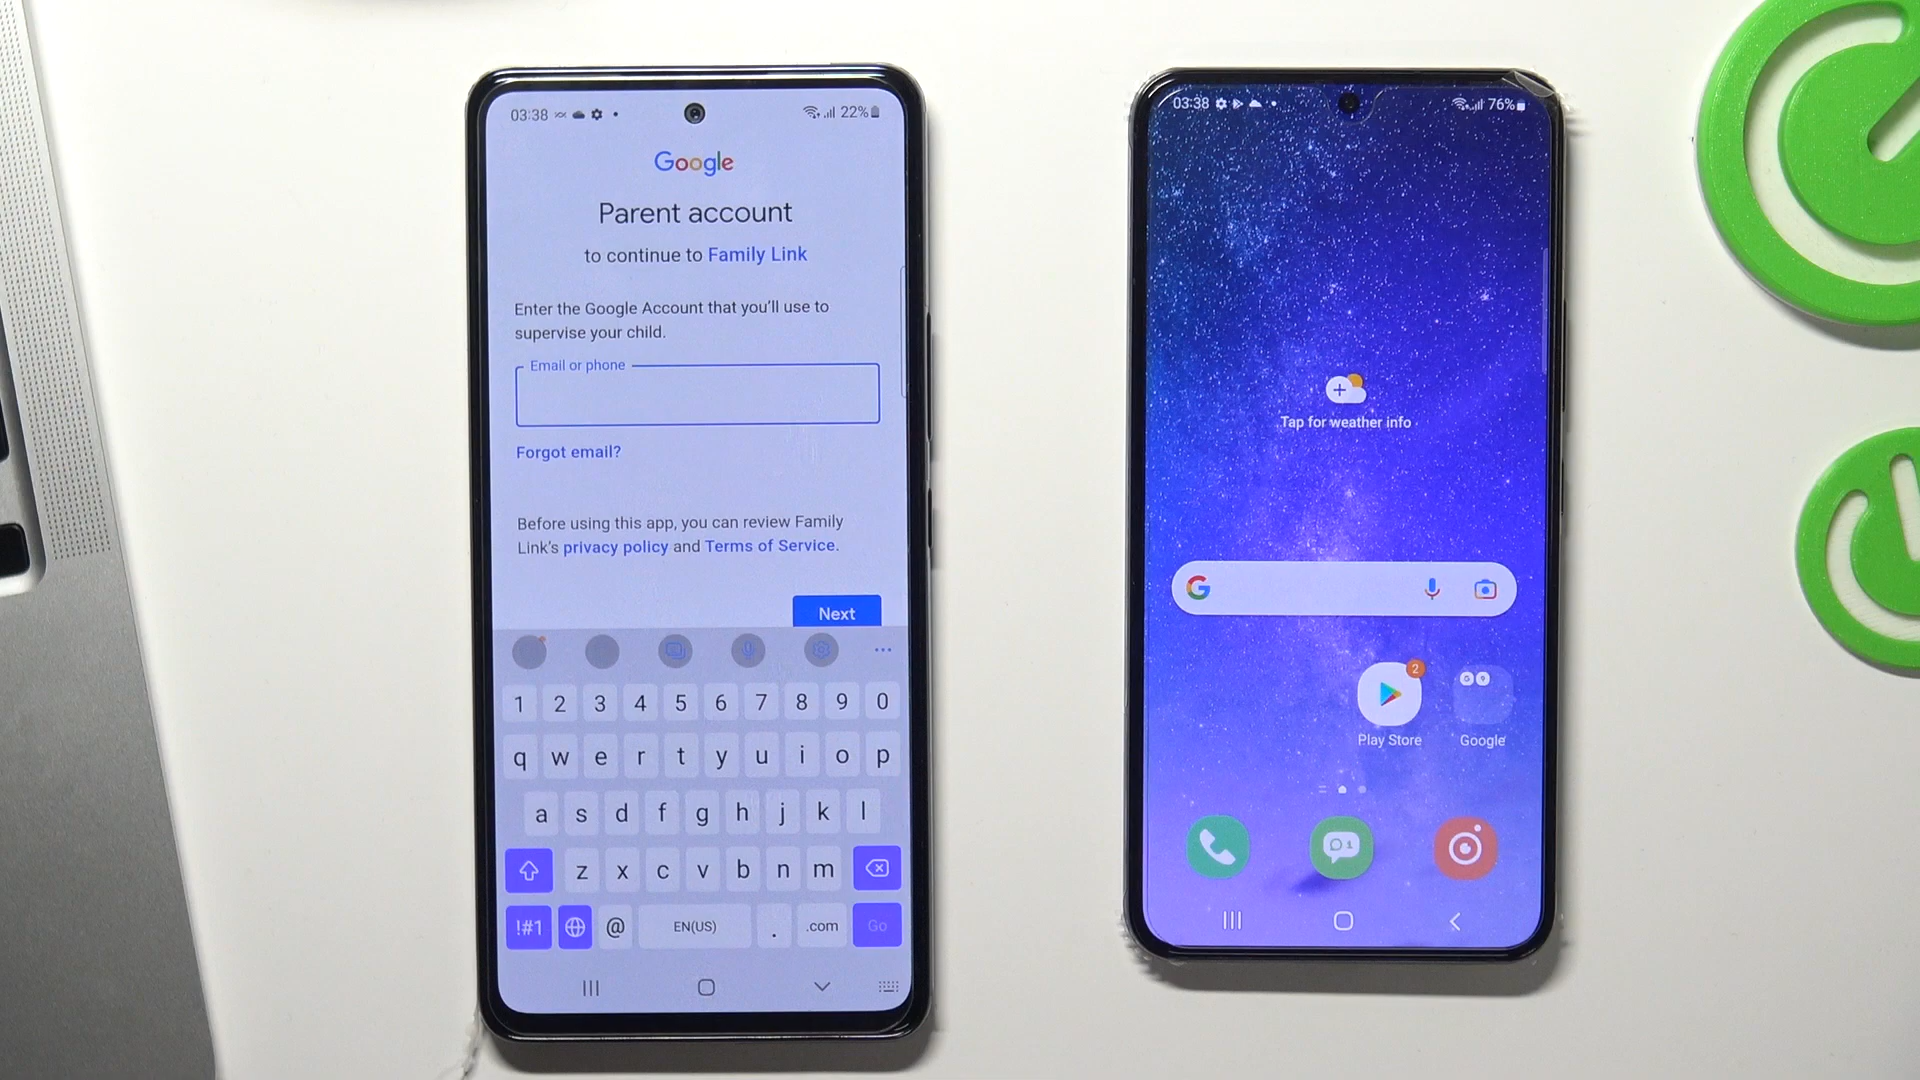 03:38
22%
Google
Parent account
to continue to Family Link
Enter the Google Account that you'll use to
supervise your child.
Email or phone
Forgot email?
Before using this app, you can review Family
Link's privacy policy and Terms of Service.
Next
1 2 3 4 5 6 7 8 9 0
q w e r t y u i o p
a s d f g h j k l
z x c v b n m
!#1 @ EN(US) . .com Go
03:38
76%
Tap for weather info
G
2
Play Store
Google
1